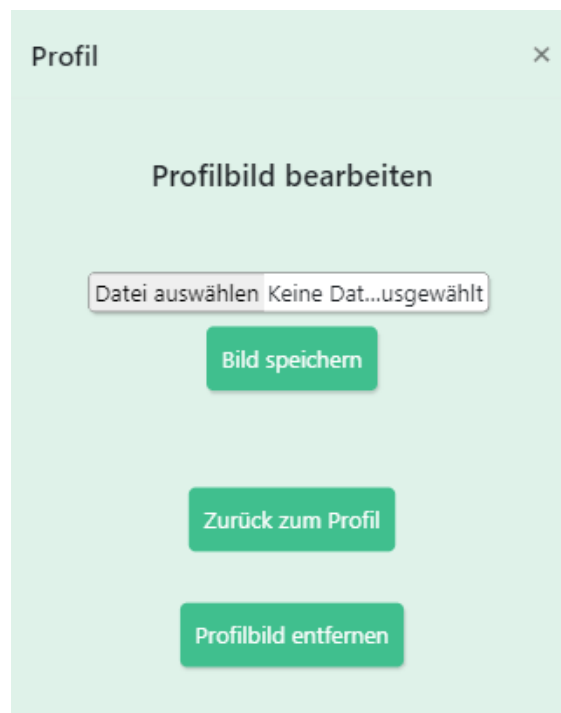 Profil ×
Profilbild bearbeiten
Datei auswählen Keine Dat...usgewählt
Bild speichern
Zurück zum Profil
Profilbild entfernen